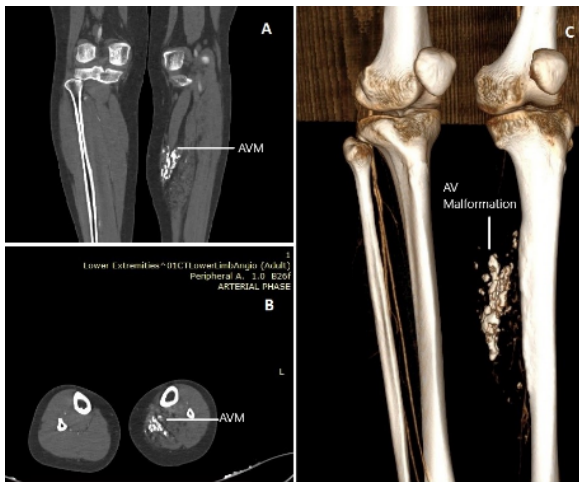 A
AVM
1
Lower Extremities^01CTLowerLimbAngio (Adult)
Peripheral A. 1.0 B26f
ARTERIAL PHASE
B
L
AVM
C
AV
Malformation